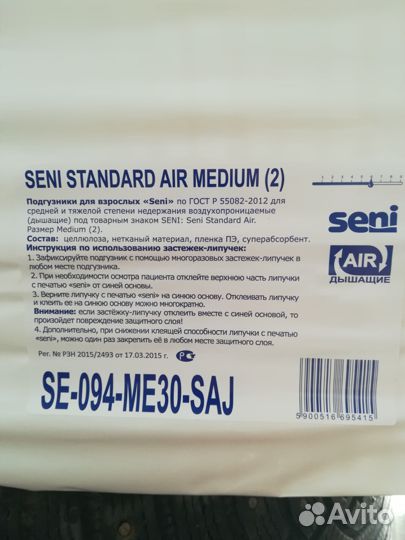 SENI STANDARD AIR MEDIUM (2)
Подгузники для взрослых «Seni» по ГОСТ Р 55082-2012 для
средней и тяжелой степени недержания воздухопроницаемые
(дышащие) под товарным знаком SENI: Seni Standard Air.
Размер Medium (2).
Состав: целлюлоза, нетканый материал, пленка ПЭ, суперабсорбент.
Инструкция по использованию застежек-липучек:
1. Зафиксируйте подгузник с помощью многоразовых застежек-липучек в
любом месте подгузника.
2. При необходимости осмотра пациента отклейте верхнюю часть липучки
с печатью «seni» от синей основы.
3. Верните липучку с печатью «seni» на синюю основу. Отклеивать липучку
и клеить ее на синюю основу можно многократно.
Внимание: если застёжку-липучку отклеить вместе с синей основой, то
произойдет повреждение защитного слоя!
4. Дополнительно, при снижении клеящей способности липучки с печатью
«seni», можно один раз закрепить её в любом месте защитного слоя.
Рег. № РЗН 2015/2493 от 17.03.2015 г.
SE-094-ME30-SAJ
seni
AIR
ДЫШАЩИЕ
5900516695415
Avito